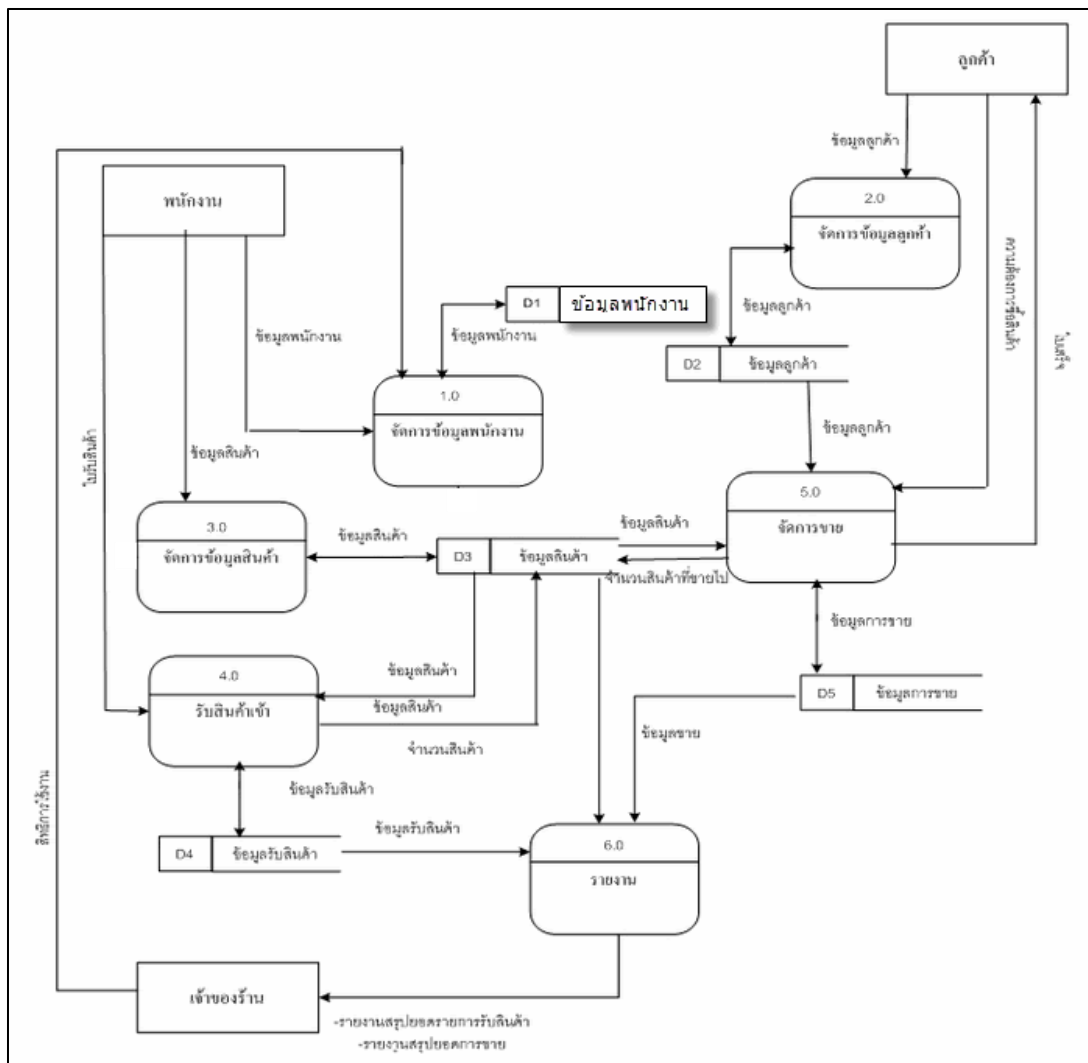 ลูกค้า
ข้อมูลลูกค้า
พนักงาน
2.0
จัดการข้อมูลลูกค้า
ความต้องการซื้อสินค้า
ใบเสร็จ
D1 ข้อมูลพนักงาน
ข้อมูลพนักงาน
ข้อมูลพนักงาน
ข้อมูลลูกค้า
D2 ข้อมูลลูกค้า
1.0
จัดการข้อมูลพนักงาน
ข้อมูลลูกค้า
ใบรับสินค้า
ข้อมูลสินค้า
5.0
จัดการขาย
3.0
จัดการข้อมูลสินค้า
ข้อมูลสินค้า
D3 ข้อมูลสินค้า
ข้อมูลสินค้า
จำนวนสินค้าที่ขายไป
ข้อมูลการขาย
4.0
รับสินค้าเข้า
ข้อมูลสินค้า
ข้อมูลสินค้า
จำนวนสินค้า
D5 ข้อมูลการขาย
ข้อมูลขาย
สิทธิการใช้งาน
ข้อมูลรับสินค้า
D4 ข้อมูลรับสินค้า
ข้อมูลรับสินค้า
6.0
รายงาน
เจ้าของร้าน
-รายงานสรุปยอดรายการรับสินค้า
-รายงานสรุปยอดการขาย